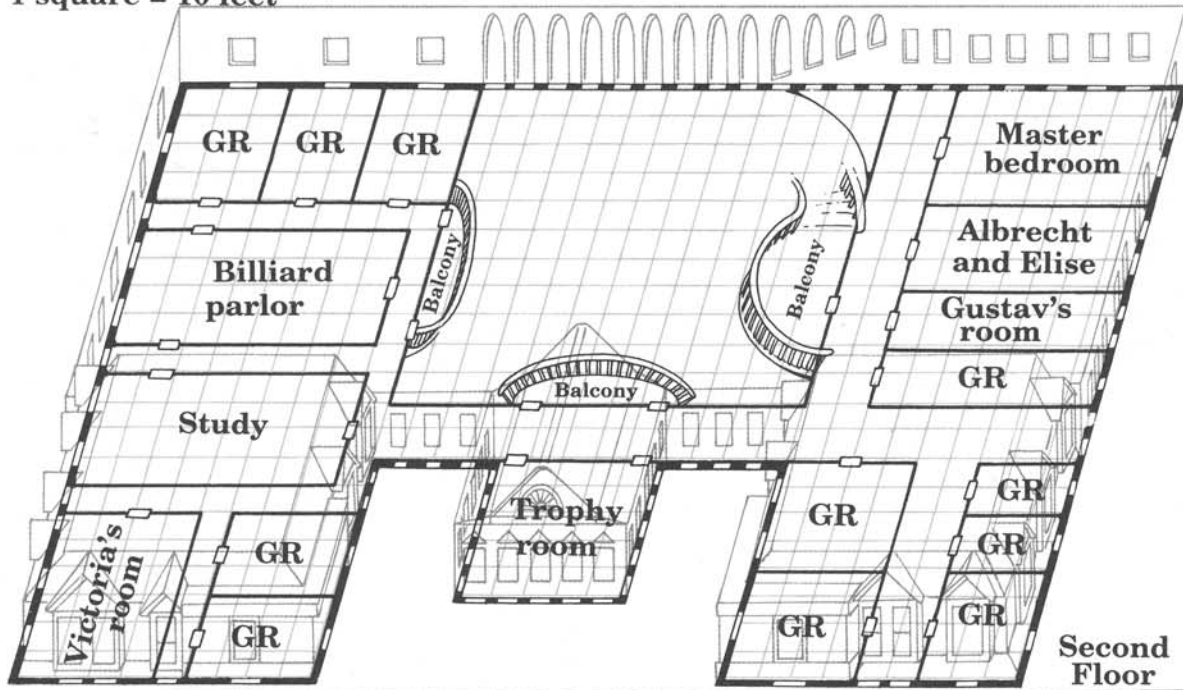 1 square = 10 feet
GR
GR
GR
Master
bedroom
Billiard
parlor
Balcony
Balcony
Albrecht
and Elise
Gustav's
room
GR
Balcony
Study
Trophy
room
GR
GR
GR
GR
Victoria's
room
GR
GR
GR
Second
Floor